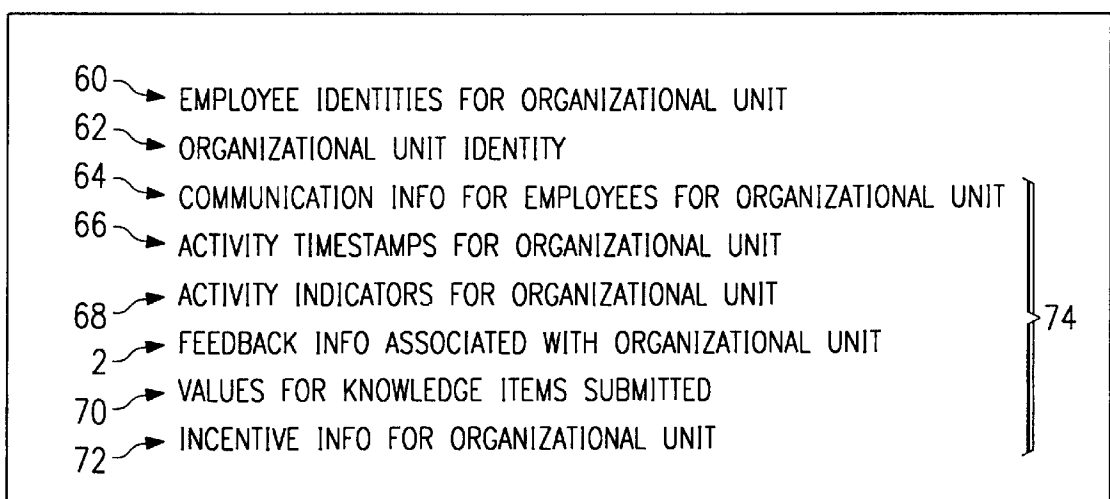 60 EMPLOYEE IDENTITIES FOR ORGANIZATIONAL UNIT
62 ORGANIZATIONAL UNIT IDENTITY
64 COMMUNICATION INFO FOR EMPLOYEES FOR ORGANIZATIONAL UNIT
66 ACTIVITY TIMESTAMPS FOR ORGANIZATIONAL UNIT
68 ACTIVITY INDICATORS FOR ORGANIZATIONAL UNIT
74
2 FEEDBACK INFO ASSOCIATED WITH ORGANIZATIONAL UNIT
70 VALUES FOR KNOWLEDGE ITEMS SUBMITTED
72 INCENTIVE INFO FOR ORGANIZATIONAL UNIT